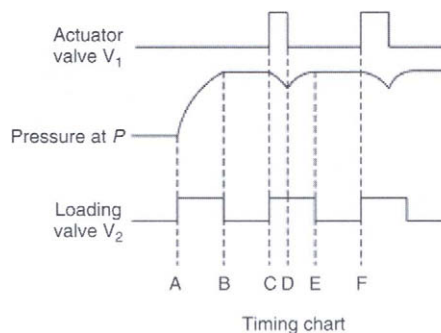 Actuator
valve V₁
Pressure at P
Loading
valve V₂
A B C D E F
Timing chart